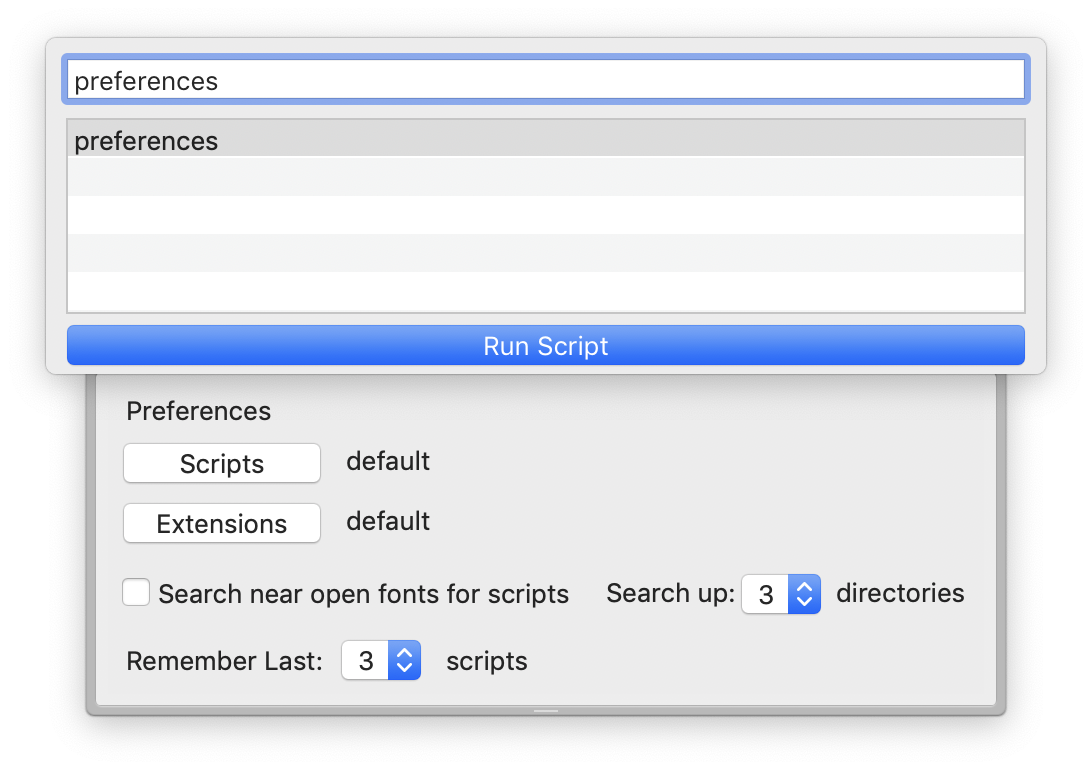 preferences
preferences
Run Script
Preferences
Scripts default
Extensions default
Search near open fonts for scripts Search up: 3 directories
Remember Last: 3 scripts